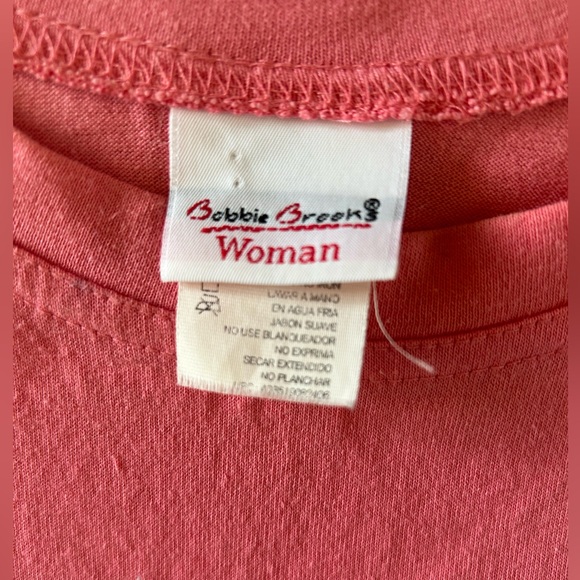 Bobbie Brooks®
Woman
LAVAR A MANO
EN AGUA FRIA
JABON SUAVE
NO USE BLANQUEADOR
NO EXPRIMA
SECAR EXTENDIDO
NO PLANCHAR